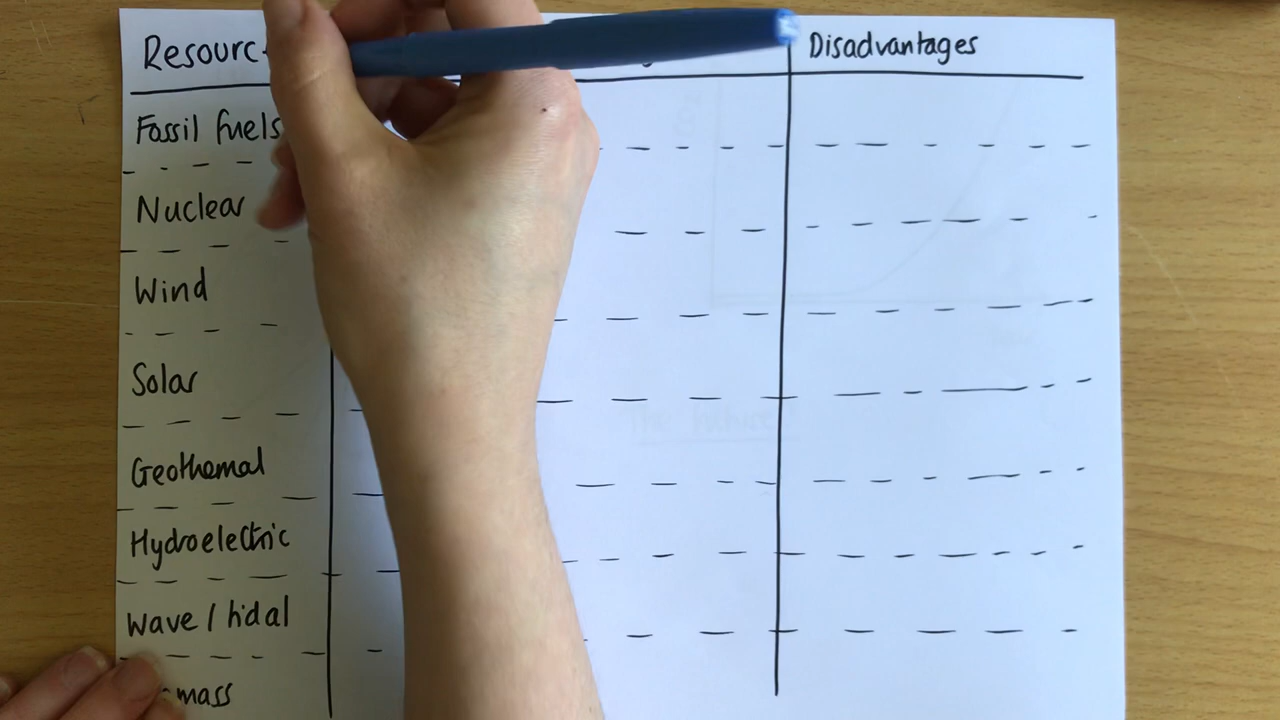 Resourc Disadvantages
Fossil fuels
Nuclear
Wind
Solar
Geothemal
Hydroelectric
Wave / tidal
mass